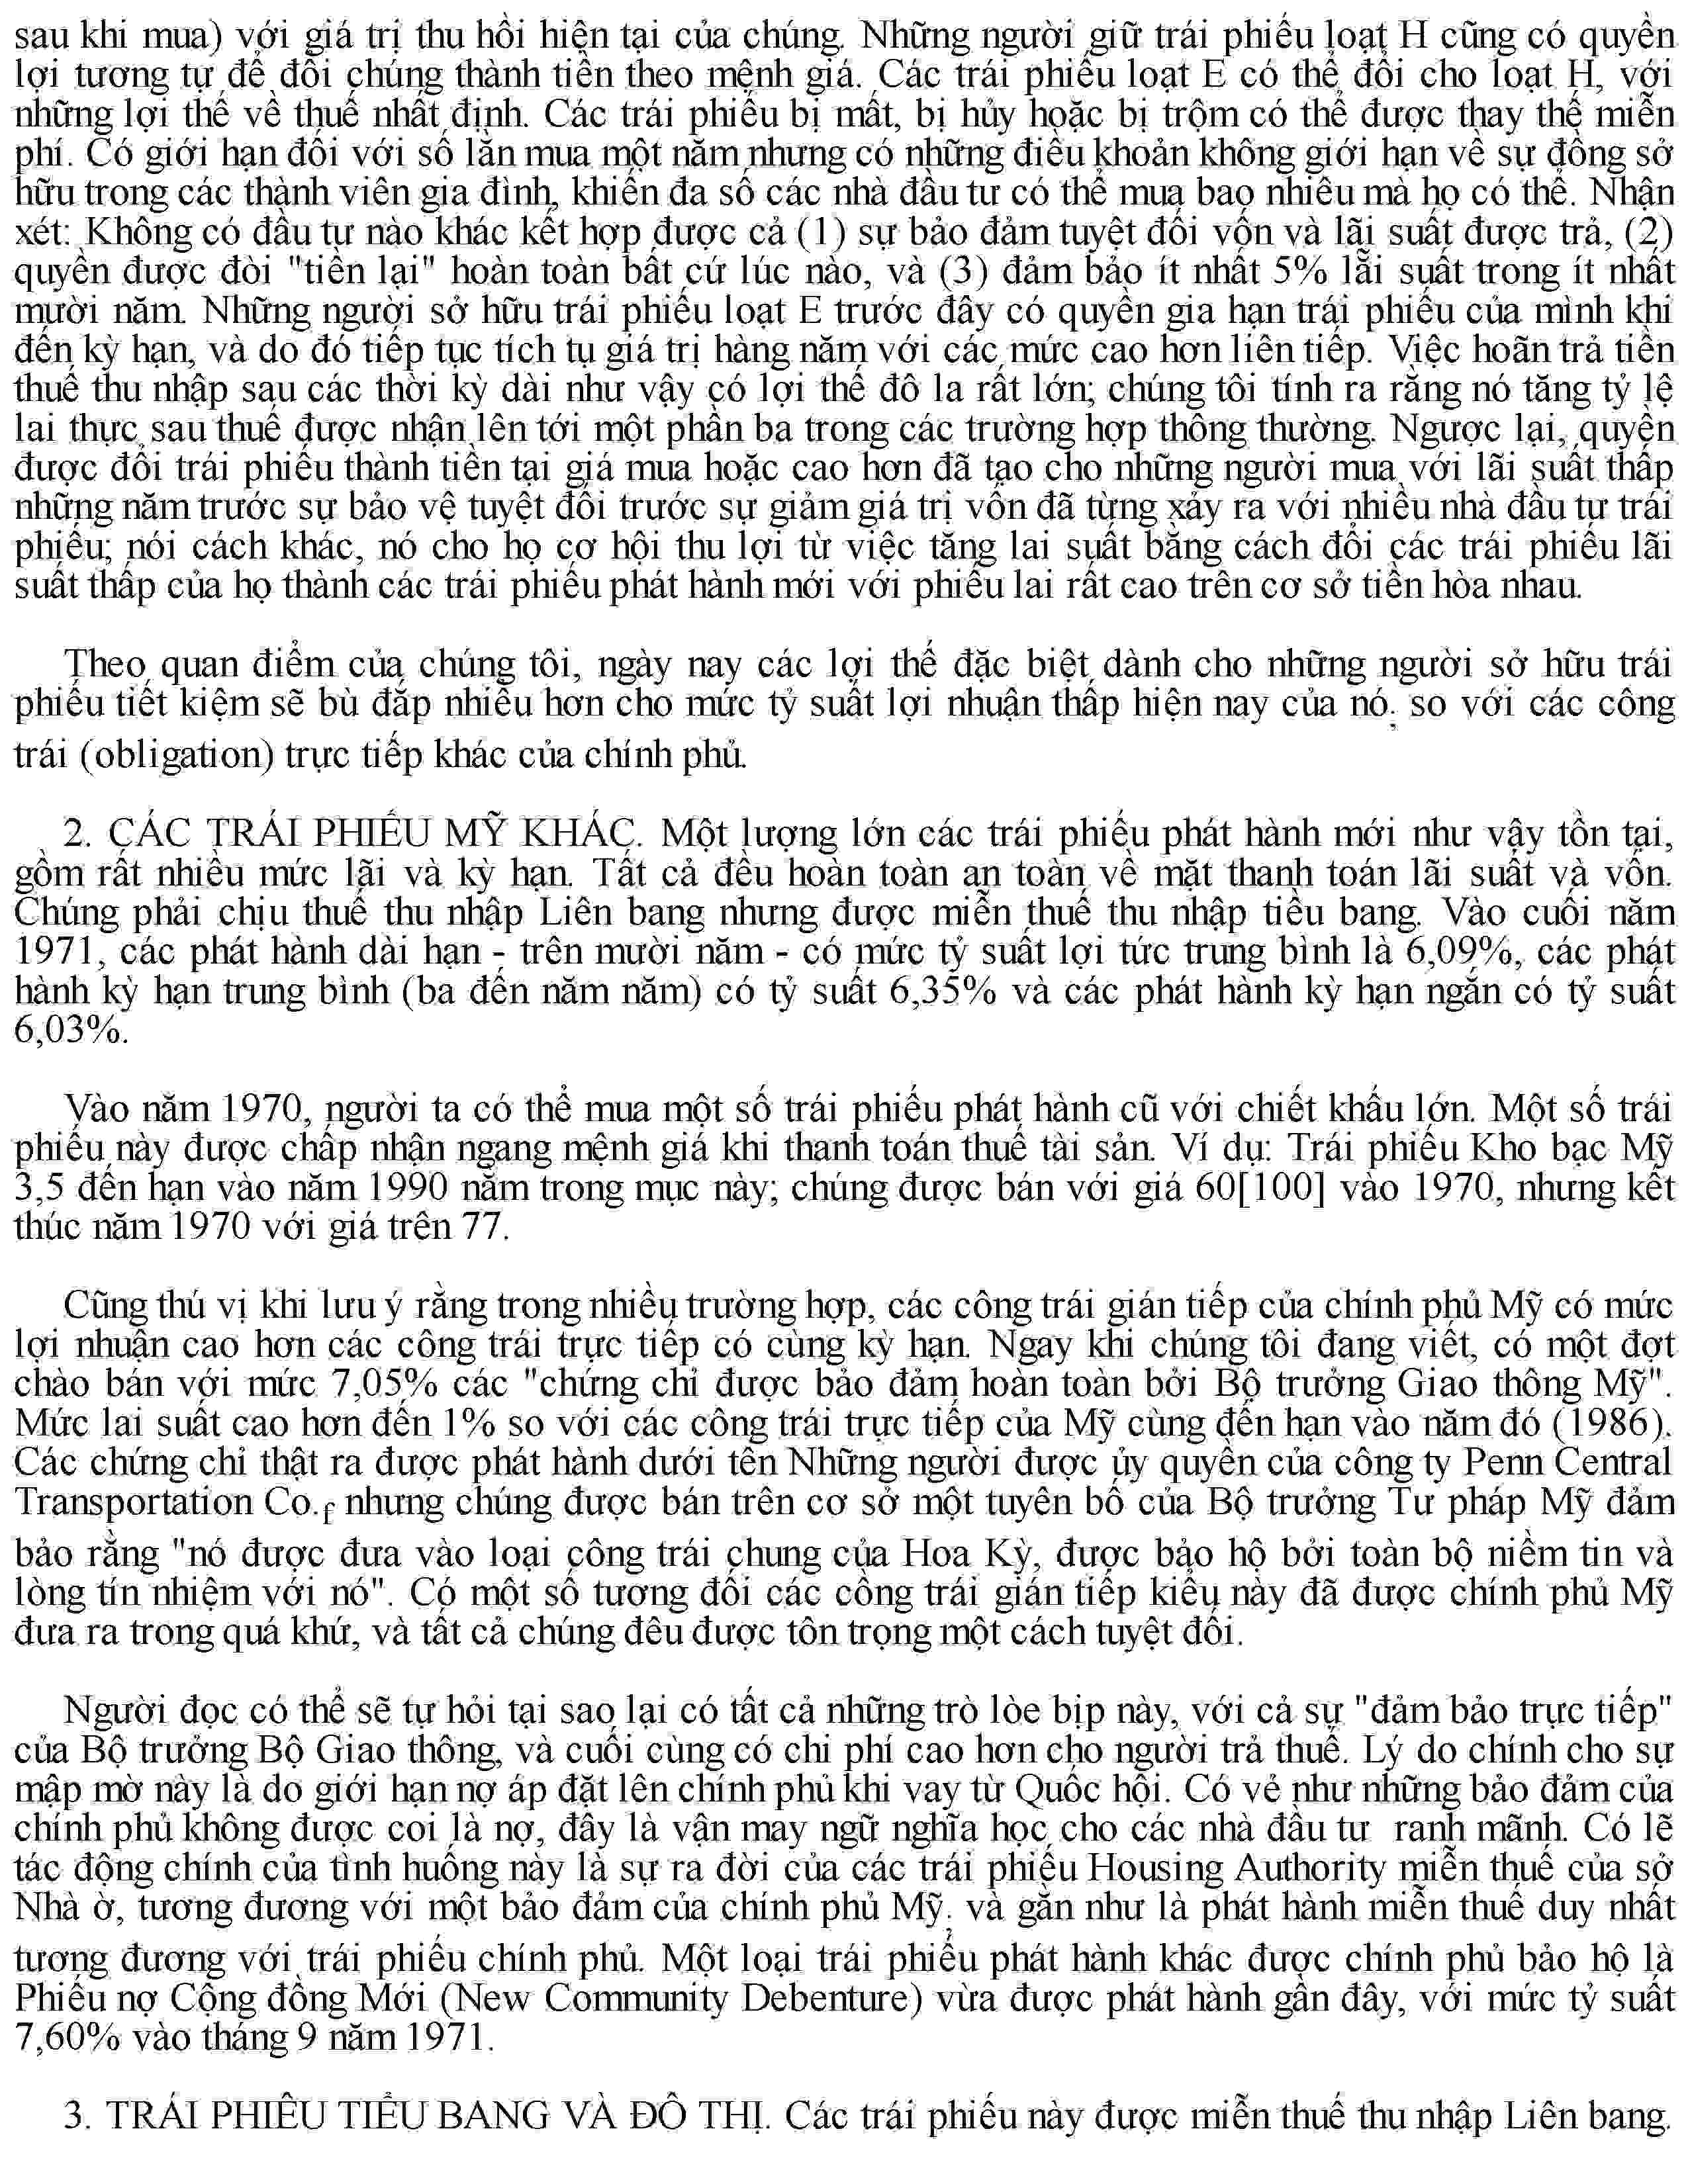 sau khi mua) với giá trị thu hồi hiện tại của chúng. Những người giữ trái phiếu loạt H cũng có quyền
lợi tương tự để đổi chúng thành tiền theo mệnh giá. Các trái phiếu loạt E có thể đổi cho loạt H, với
những lợi thế về thuế nhất định. Các trái phiếu bị mất, bị hủy hoặc bị trộm có thể được thay thế miễn
phí. Có giới hạn đối với số lần mua một năm nhưng có những điều khoản không giới hạn về sự đồng sở
hữu trong các thành viên gia đình, khiến đa số các nhà đầu tư có thể mua bao nhiêu mà họ có thể. Nhận
xét: Không có đầu tư nào khác kết hợp được cả (1) sự bảo đảm tuyệt đối vốn và lãi suất được trả, (2)
quyền được đòi "tiền lại" hoàn toàn bất cứ lúc nào, và (3) đảm bảo ít nhất 5% lãi suất trong ít nhất
mười năm. Những người sở hữu trái phiếu loạt E trước đây có quyền gia hạn trái phiếu của mình khi
đến kỳ hạn, và do đó tiếp tục tích tụ giá trị hàng năm với các mức cao hơn liên tiếp. Việc hoãn trả tiền
thuế thu nhập sau các thời kỳ dài như vậy có lợi thế đô la rất lớn; chúng tôi tính ra rằng nó tăng tỷ lệ
lai thực sau thuế được nhận lên tới một phần ba trong các trường hợp thông thường. Ngược lại, quyền
được đổi trái phiếu thành tiền tại giá mua hoặc cao hơn đã tạo cho những người mua với lãi suất thấp
những năm trước sự bảo vệ tuyệt đối trước sự giảm giá trị vốn đã từng xảy ra với nhiều nhà đầu tư trái
phiếu; nói cách khác, nó cho họ cơ hội thu lợi từ việc tăng lai suất bằng cách đổi các trái phiếu lãi
suất thấp của họ thành các trái phiếu phát hành mới với phiếu lai rất cao trên cơ sở tiền hòa nhau.
Theo quan điểm của chúng tôi, ngày nay các lợi thế đặc biệt dành cho những người sở hữu trái
phiếu tiết kiệm sẽ bù đắp nhiều hơn cho mức tỷ suất lợi nhuận thấp hiện nay của nó; so với các công
trái (obligation) trực tiếp khác của chính phủ.
2. CÁC TRÁI PHIẾU MỸ KHÁC. Một lượng lớn các trái phiếu phát hành mới như vậy tồn tại,
gồm rất nhiều mức lãi và kỳ hạn. Tất cả đều hoàn toàn an toàn về mặt thanh toán lãi suất và vốn.
Chúng phải chịu thuế thu nhập Liên bang nhưng được miễn thuế thu nhập tiểu bang. Vào cuối năm
1971, các phát hành dài hạn - trên mười năm - có mức tỷ suất lợi tức trung bình là 6,09%, các phát
hành kỳ hạn trung bình (ba đến năm năm) có tỷ suất 6,35% và các phát hành kỳ hạn ngắn có tỷ suất
6,03%.
Vào năm 1970, người ta có thể mua một số trái phiếu phát hành cũ với chiết khấu lớn. Một số trái
phiếu này được chấp nhận ngang mệnh giá khi thanh toán thuế tài sản. Ví dụ: Trái phiếu Kho bạc Mỹ
3,5 đến hạn vào năm 1990 nằm trong mục này; chúng được bán với giá 60[100] vào 1970, nhưng kết
thúc năm 1970 với giá trên 77.
Cũng thú vị khi lưu ý rằng trong nhiều trường hợp, các công trái gián tiếp của chính phủ Mỹ có mức
lợi nhuận cao hơn các công trái trực tiếp có cùng kỳ hạn. Ngay khi chúng tôi đang viết, có một đợt
chào bán với mức 7,05% các "chứng chỉ được bảo đảm hoàn toàn bởi Bộ trưởng Giao thông Mỹ".
Mức lai suất cao hơn đến 1% so với các công trái trực tiếp của Mỹ cùng đến hạn vào năm đó (1986).
Các chứng chỉ thật ra được phát hành dưới tên Những người được ủy quyền của công ty Penn Central
Transportation Co.f nhưng chúng được bán trên cơ sở một tuyên bố của Bộ trưởng Tư pháp Mỹ đảm
bảo rằng "nó được đưa vào loại công trái chung của Hoa Kỳ, được bảo hộ bởi toàn bộ niềm tin và
lòng tín nhiệm với nó". Có một số tương đối các công trái gián tiếp kiểu này đã được chính phủ Mỹ
đưa ra trong quá khứ, và tất cả chúng đêu được tôn trọng một cách tuyệt đối.
Người đọc có thể sẽ tự hỏi tại sao lại có tất cả những trò lòe bịp này, với cả sự "đảm bảo trực tiếp"
của Bộ trưởng Bộ Giao thông, và cuối cùng có chi phí cao hơn cho người trả thuế. Lý do chính cho sự
mập mờ này là do giới hạn nợ áp đặt lên chính phủ khi vay từ Quốc hội. Có vẻ như những bảo đảm của
chính phủ không được coi là nợ, đây là vận may ngữ nghĩa học cho các nhà đầu tư ranh mãnh. Có lẽ
tác động chính của tình huống này là sự ra đời của các trái phiếu Housing Authority miễn thuế của sở
Nhà ờ, tương đương với một bảo đảm của chính phủ Mỹ; và gần như là phát hành miễn thuế duy nhất
tương đương với trái phiếu chính phủ. Một loại trái phiếu phát hành khác được chính phủ bảo hộ là
Phiếu nợ Cộng đồng Mới (New Community Debenture) vừa được phát hành gần đây, với mức tỷ suất
7,60% vào tháng 9 năm 1971.
3. TRÁI PHIÊU TIỂU BANG VÀ ĐÔ THỊ. Các trái phiếu này được miễn thuế thu nhập Liên bang.